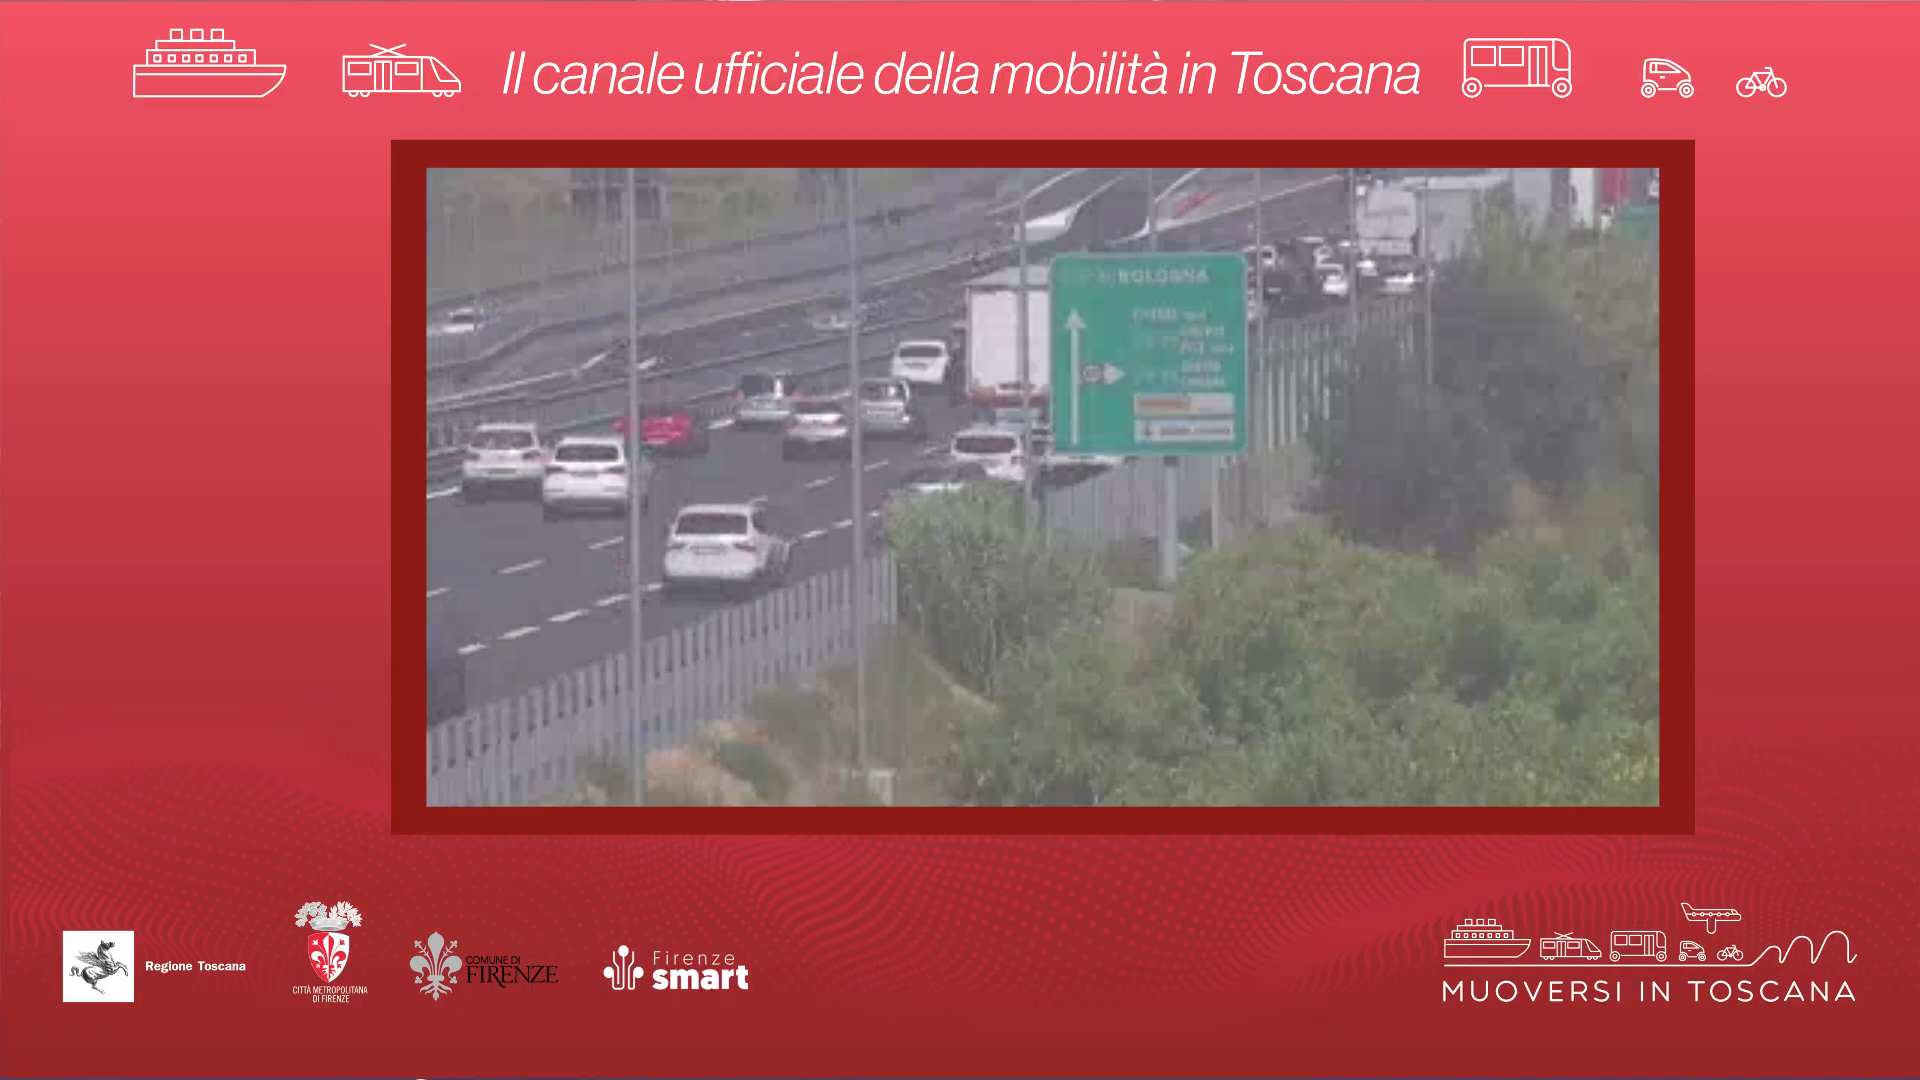 Il canale ufficiale della mobilità in Toscana
BOLOGNA
Regione Toscana
CITTÀ METROPOLITANA
DI FIRENZE
COMUNE DI
FIRENZE
Firenze
smart
MUOVERSI IN TOSCANA